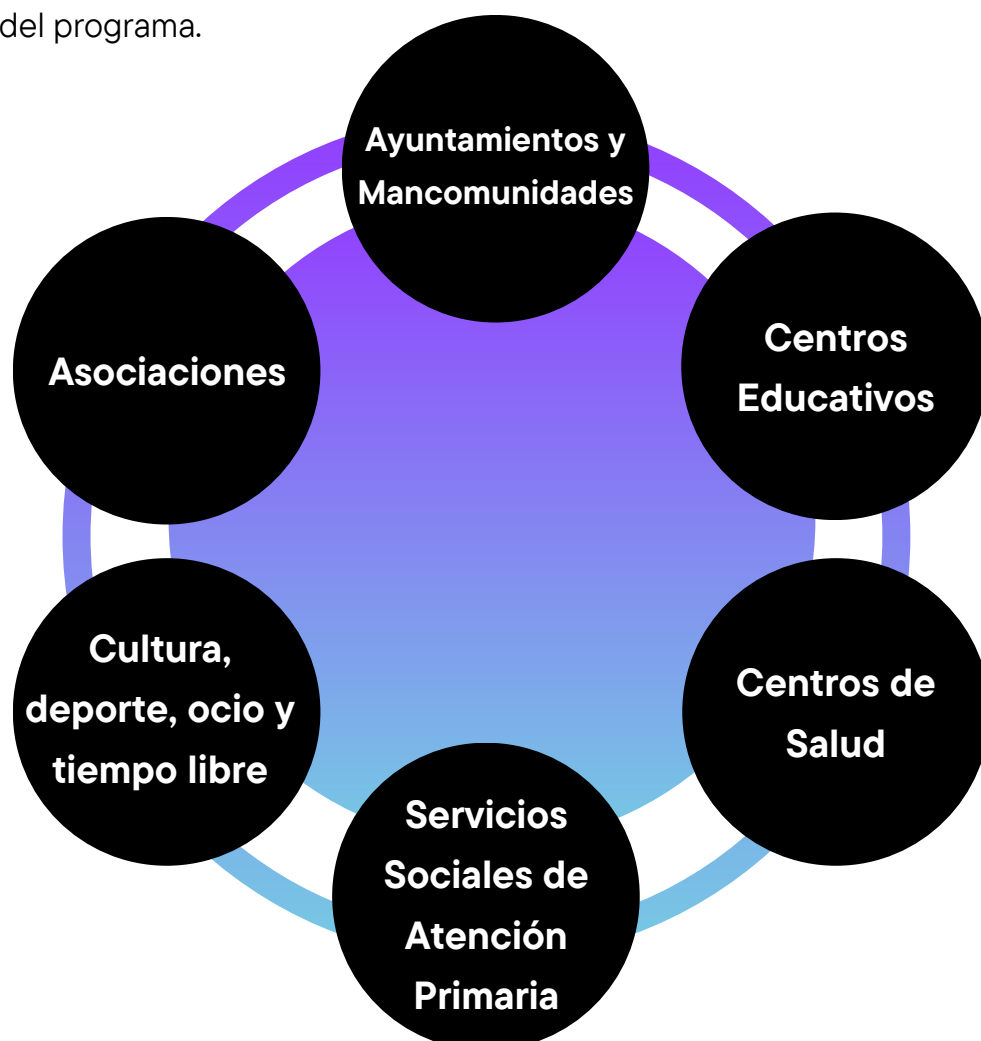 del programa.
Ayuntamientos y
Mancomunidades
Centros
Educativos
Asociaciones
Cultura,
deporte, ocio y
tiempo libre
Centros de
Salud
Servicios
Sociales de
Atención
Primaria